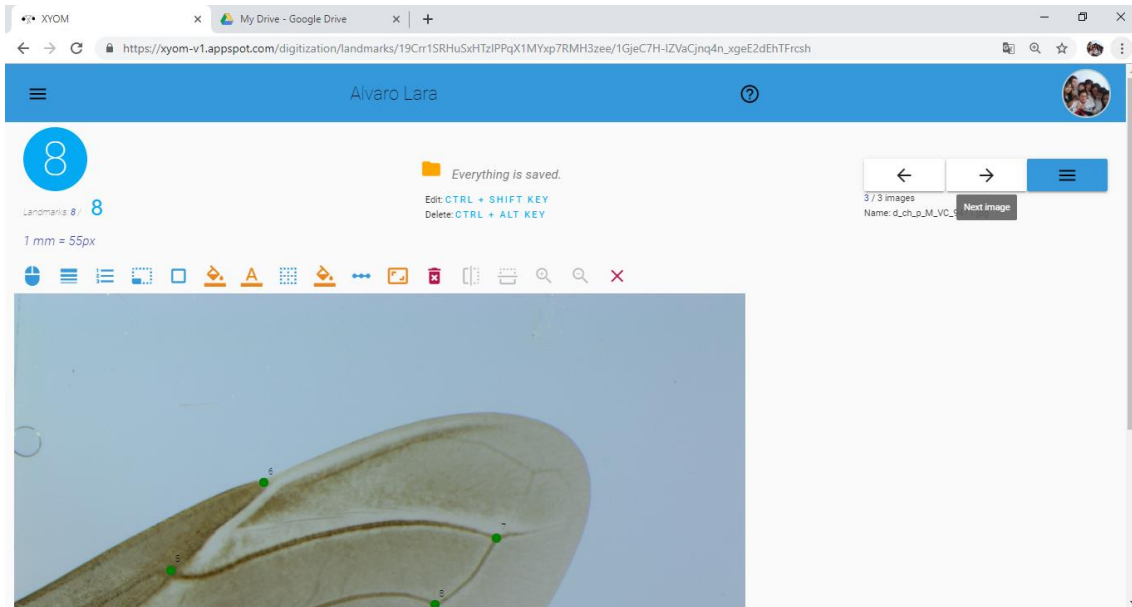 XYOM
My Drive - Google Drive
https://xyom-v1.appspot.com/digitization/landmarks/19Crr1SRHuSxHTzIPPqX1MYxp7RMH3zee/1GjeC7H-IZVaCjnq4n_xgeE2dEhTFrcsh
Alvaro Lara
8
Landmarks: 8 / 8
1 mm = 55px
Everything is saved.
Edit: CTRL + SHIFT KEY
Delete: CTRL + ALT KEY
3 / 3 images
Next image
Name: d_ch_p_M_VC_
A
6
7
5
8